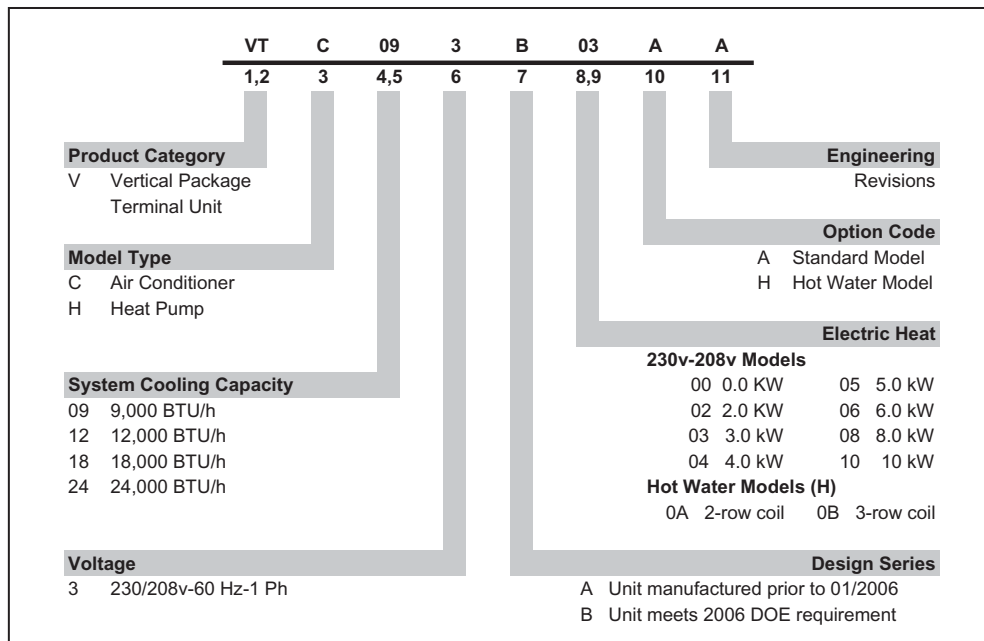 VT C 09 3 B 03 A A
1,2 3 4,5 6 7 8,9 10 11
Product Category
V Vertical Package
Terminal Unit
Engineering
Revisions
Option Code
A Standard Model
H Hot Water Model
Model Type
C Air Conditioner
H Heat Pump
Electric Heat
230v-208v Models
00 0.0 KW 05 5.0 kW
02 2.0 KW 06 6.0 kW
03 3.0 kW 08 8.0 kW
04 4.0 kW 10 10 kW
Hot Water Models (H)
0A 2-row coil 0B 3-row coil
System Cooling Capacity
09 9,000 BTU/h
12 12,000 BTU/h
18 18,000 BTU/h
24 24,000 BTU/h
Voltage
3 230/208v-60 Hz-1 Ph
Design Series
A Unit manufactured prior to 01/2006
B Unit meets 2006 DOE requirement